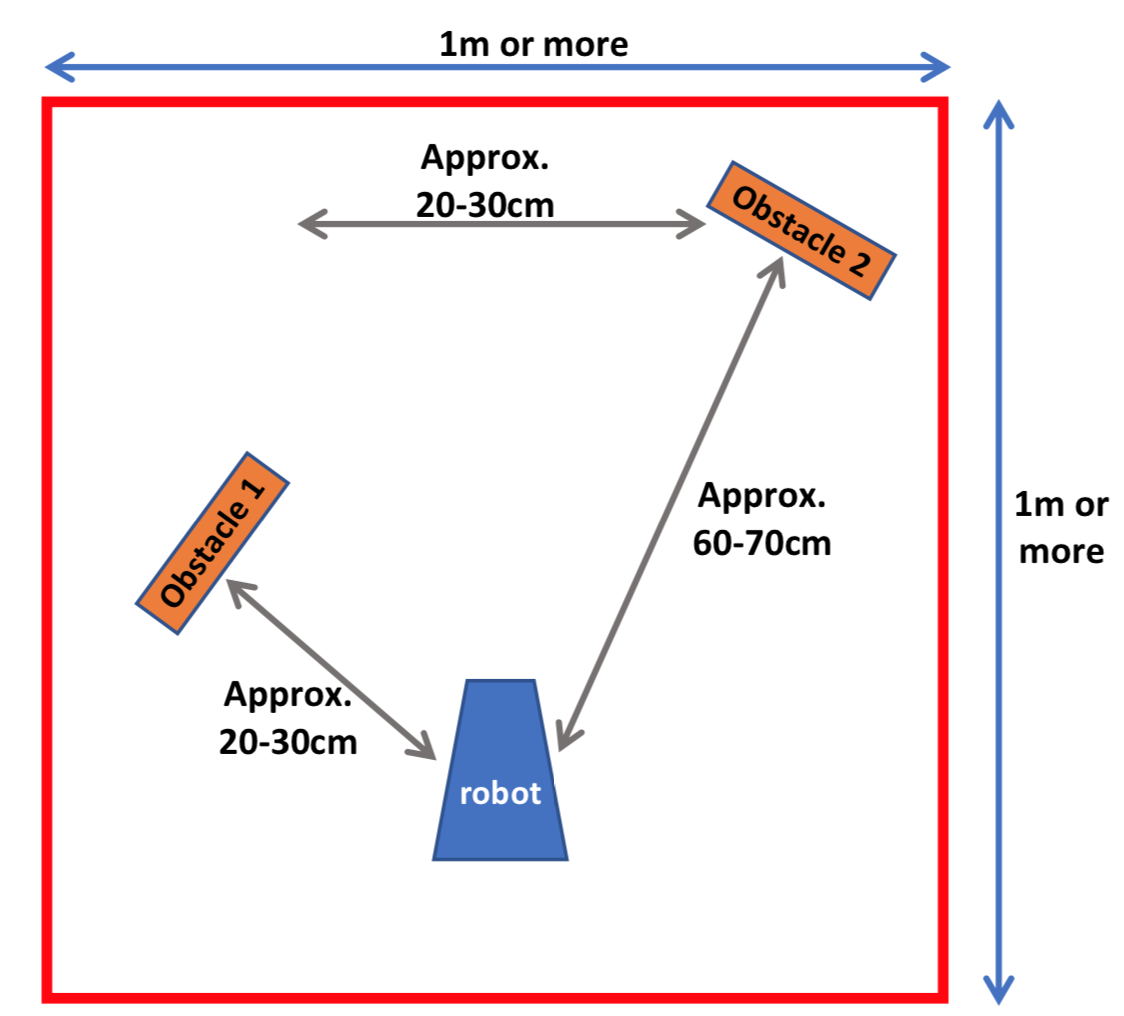 1m or more
Approx.
20-30cm
Obstacle 2
Obstacle 1
Approx.
60-70cm
1m or
more
Approx.
20-30cm
robot